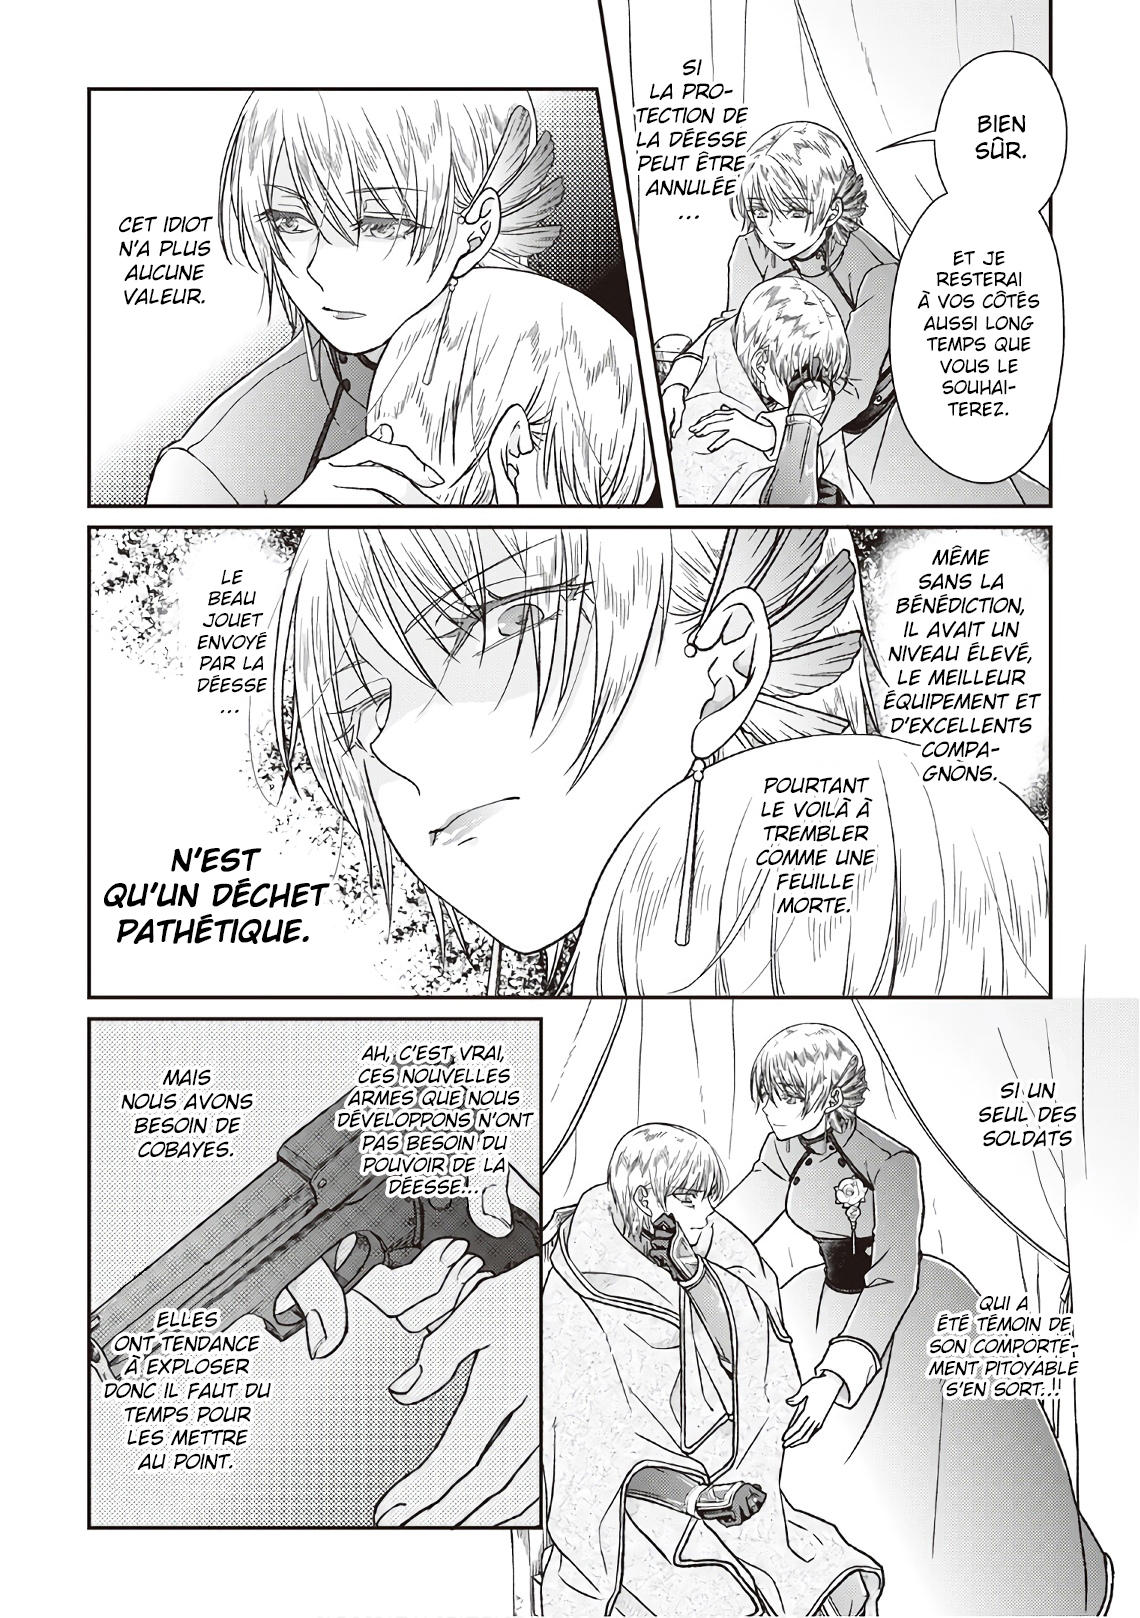 BIEN
SÛR.
ET JE
RESTERAI
À VOS CÔTÉS
AUSSI LONG
TEMPS QUE
VOUS LE
SOUHAI-
TEREZ.
SI
LA PRO-
TECTION DE
LA DÉESSE
PEUT ÊTRE
ANNULÉE
...
CET IDIOT
N'A PLUS
AUCUNE
VALEUR.
MÊME
SANS LA
BÉNÉDICTION,
IL AVAIT UN
NIVEAU ÉLEVÉ,
LE MEILLEUR
ÉQUIPEMENT ET
D'EXCELLENTS
COMPA-
GNONS.
POURTANT
LE VOILÀ À
TREMBLER
COMME UNE
FEUILLE
MORTE.
LE
BEAU
JOUET
ENVOYÉ
PAR LA
DÉESSE
...
N'EST
QU'UN DÉCHET
PATHÉTIQUE.
SI UN
SEUL DES
SOLDATS
QUI A
ÉTÉ TÉMOIN DE
SON COMPORTE-
MENT PITOYABLE
S'EN SORT..!!
AH, C'EST VRAI,
CES NOUVELLES
ARMES QUE NOUS
DÉVELOPPONS N'ONT
PAS BESOIN DU
POUVOIR DE LA
DÉESSE...
MAIS
NOUS AVONS
BESOIN DE
COBAYES.
ELLES
ONT TENDANCE
À EXPLOSER
DONC IL FAUT DU
TEMPS POUR
LES METTRE
AU POINT.